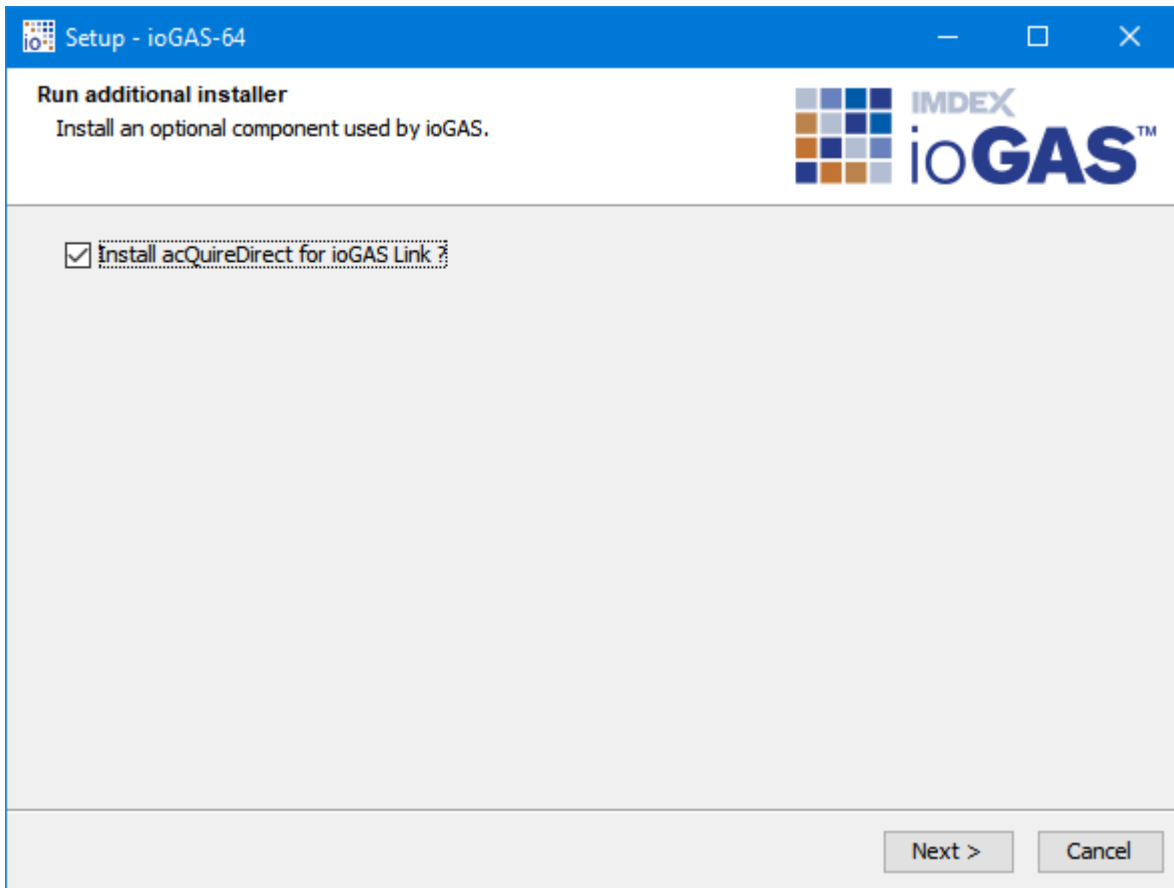 io
Setup - ioGAS-64
Run additional installer
Install an optional component used by ioGAS.
IMDEX
ioGAS™
Install acQuireDirect for ioGAS Link ?
Next >
Cancel